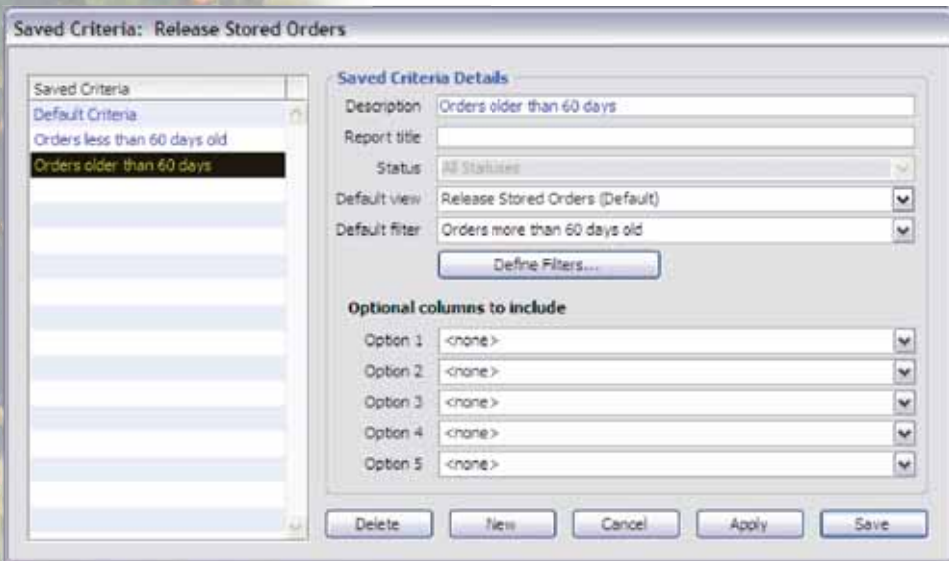 Saved Criteria: Release Stored Orders
Saved Criteria
Default Criteria
Orders less than 60 days old
Orders older than 60 days
Saved Criteria Details
Description Orders older than 60 days
Report title
Status All Statuses
Default view Release Stored Orders (Default)
Default filter Orders more than 60 days old
Define Filters...
Optional columns to include
Option 1 <none>
Option 2 <none>
Option 3 <none>
Option 4 <none>
Option 5 <none>
Delete New Cancel Apply Save